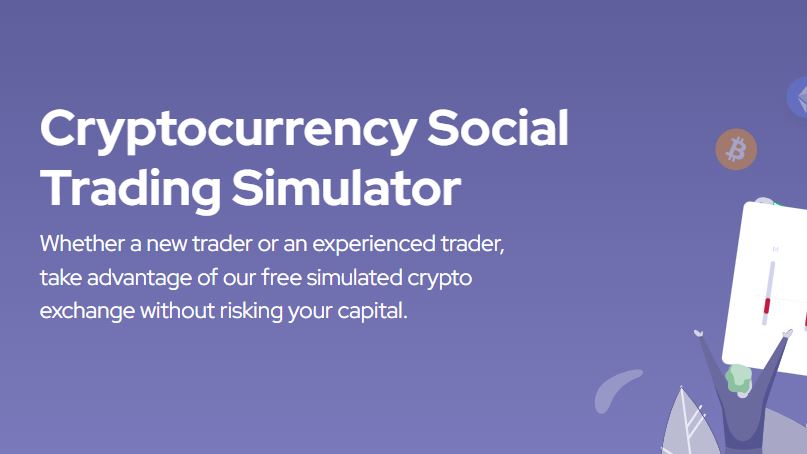 Cryptocurrency Social
Trading Simulator
Whether a new trader or an experienced trader,
take advantage of our free simulated crypto
exchange without risking your capital.